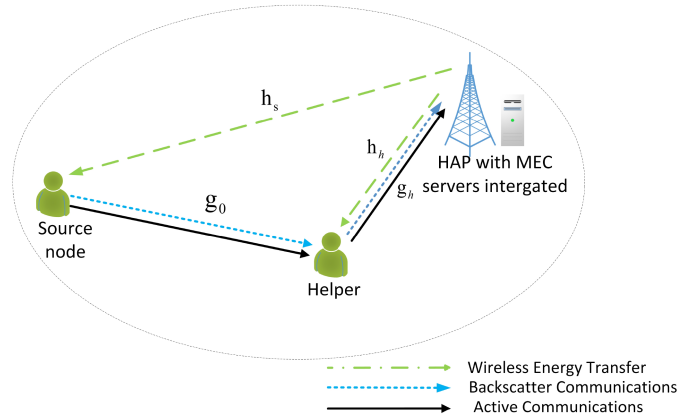 h_s
h_h
g_h
HAP with MEC
servers intergated
g_0
Source
node
Helper
Wireless Energy Transfer
Backscatter Communications
Active Communications